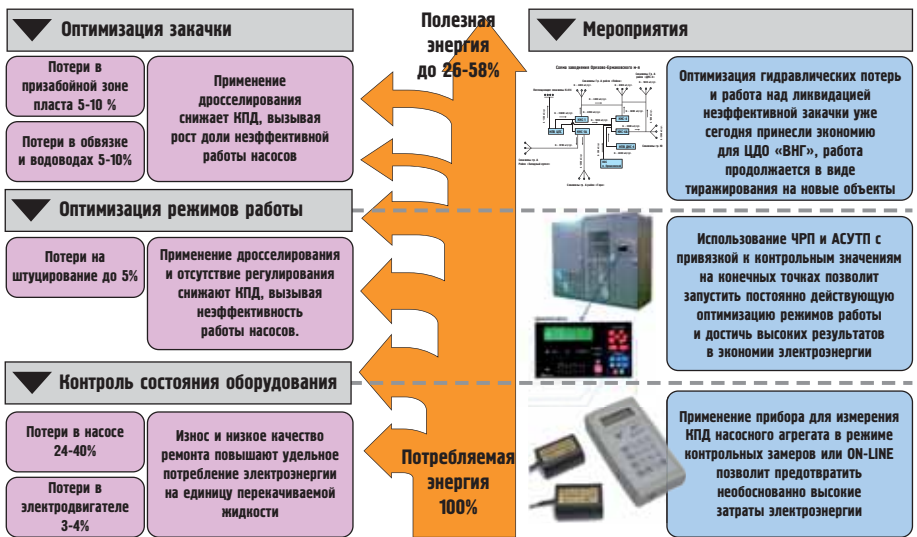 Оптимизация закачки
Потери в
призабойной зоне
пласта 5-10 %
Потери в обвязке
и водоводах 5-10%
Применение
дросселирования
снижает КПД, вызывая
рост доли неэффективной
работы насосов
Оптимизация режимов работы
Потери на
штуцирование до 5%
Применение дросселирования
и отсутствие регулирования
снижают КПД, вызывая
неэффективность
работы насосов.
Контроль состояния оборудования
Потери в насосе
24-40%
Потери в
электродвигателе
3-4%
Износ и низкое качество
ремонта повышают удельное
потребление электроэнергии
на единицу перекачиваемой
жидкости
Полезная
энергия
до 26-58%
Потребляемая
энергия
100%
Мероприятия
Оптимизация гидравлических потерь
и работа над ликвидацией
неэффективной закачки уже
сегодня принесли экономию
для ЦДО «ВНГ», работа
продолжается в виде
тиражирования на новые объекты
Использование ЧРП и АСУТП с
привязкой к контрольным значениям
на конечных точках позволит
запустить постоянно действующую
оптимизацию режимов работы
и достичь высоких результатов
в экономии электроэнергии
Применение прибора для измерения
КПД насосного агрегата в режиме
контрольных замеров или ON-LINE
позволит предотвратить
необоснованно высокие
затраты электроэнергии